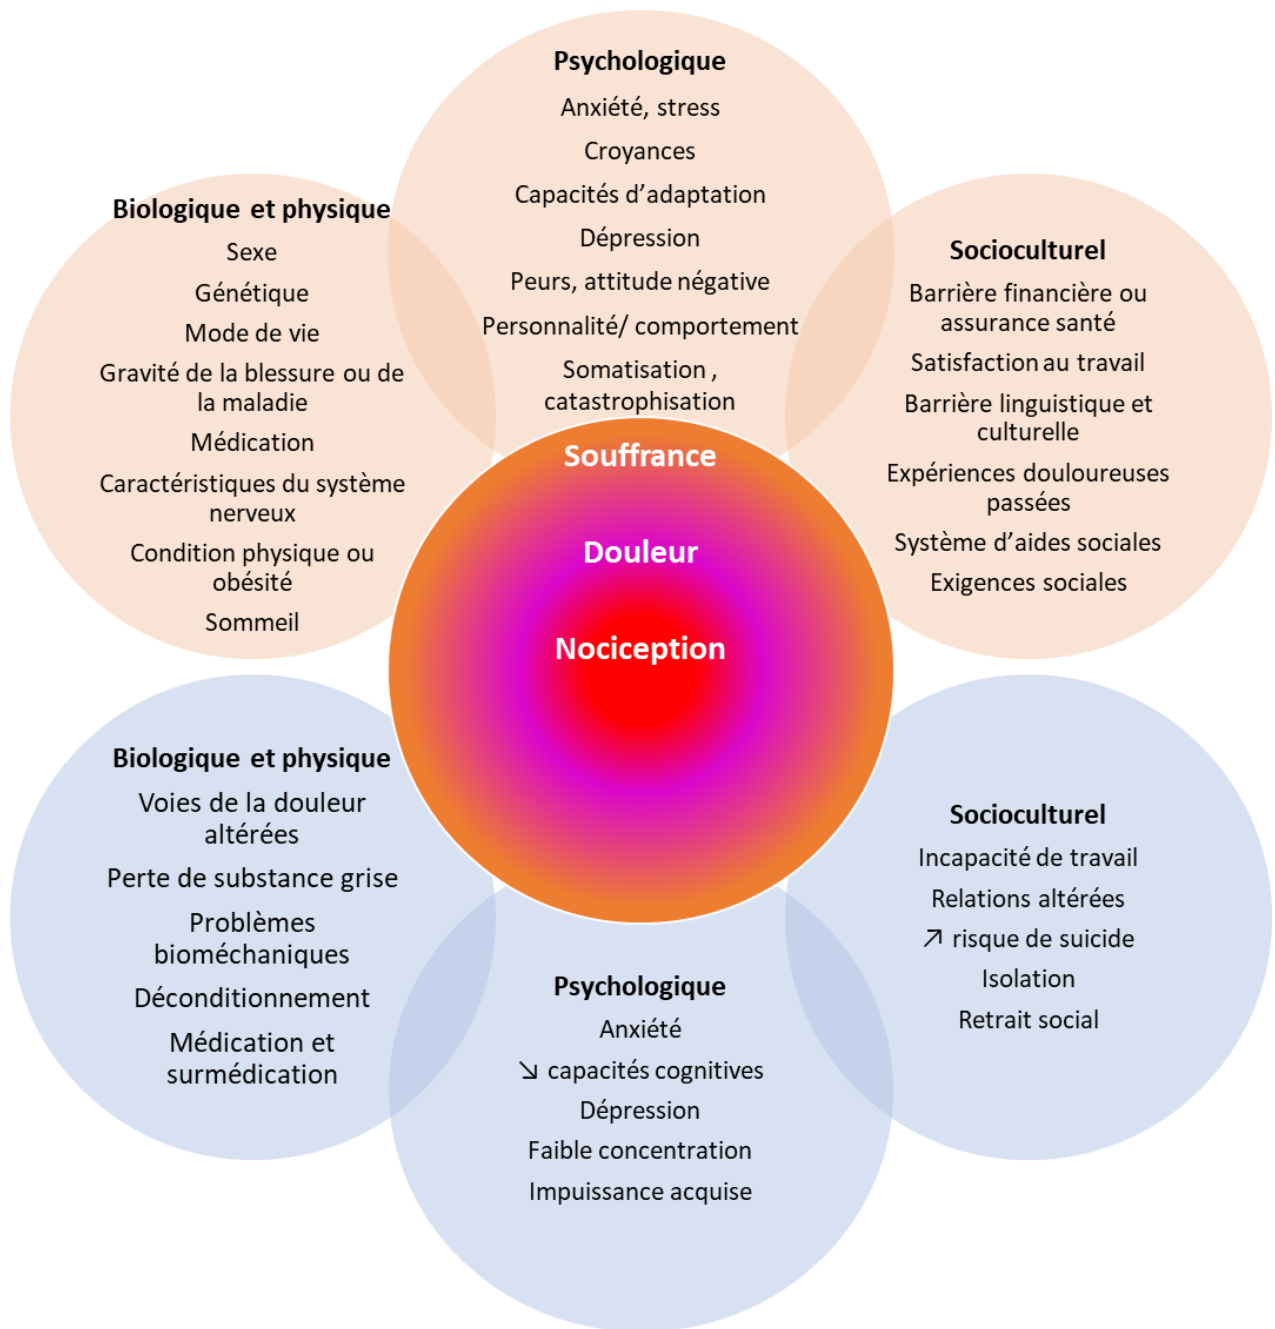 Psychologique
Anxiété, stress
Croyances
Capacités d’adaptation
Dépression
Peurs, attitude négative
Personnalité/ comportement
Somatisation ,
catastrophisation
Biologique et physique
Sexe
Génétique
Mode de vie
Gravité de la blessure ou de
la maladie
Médication
Caractéristiques du système
nerveux
Condition physique ou
obésité
Sommeil
Socioculturel
Barrière financière ou
assurance santé
Satisfaction au travail
Barrière linguistique et
culturelle
Expériences douloureuses
passées
Système d’aides sociales
Exigences sociales
Souffrance
Douleur
Nociception
Biologique et physique
Voies de la douleur
altérées
Perte de substance grise
Problèmes
bioméchaniques
Déconditionnement
Médication et
surmédication
Psychologique
Anxiété
↘ capacités cognitives
Dépression
Faible concentration
Impuissance acquise
Socioculturel
Incapacité de travail
Relations altérées
↗ risque de suicide
Isolation
Retrait social